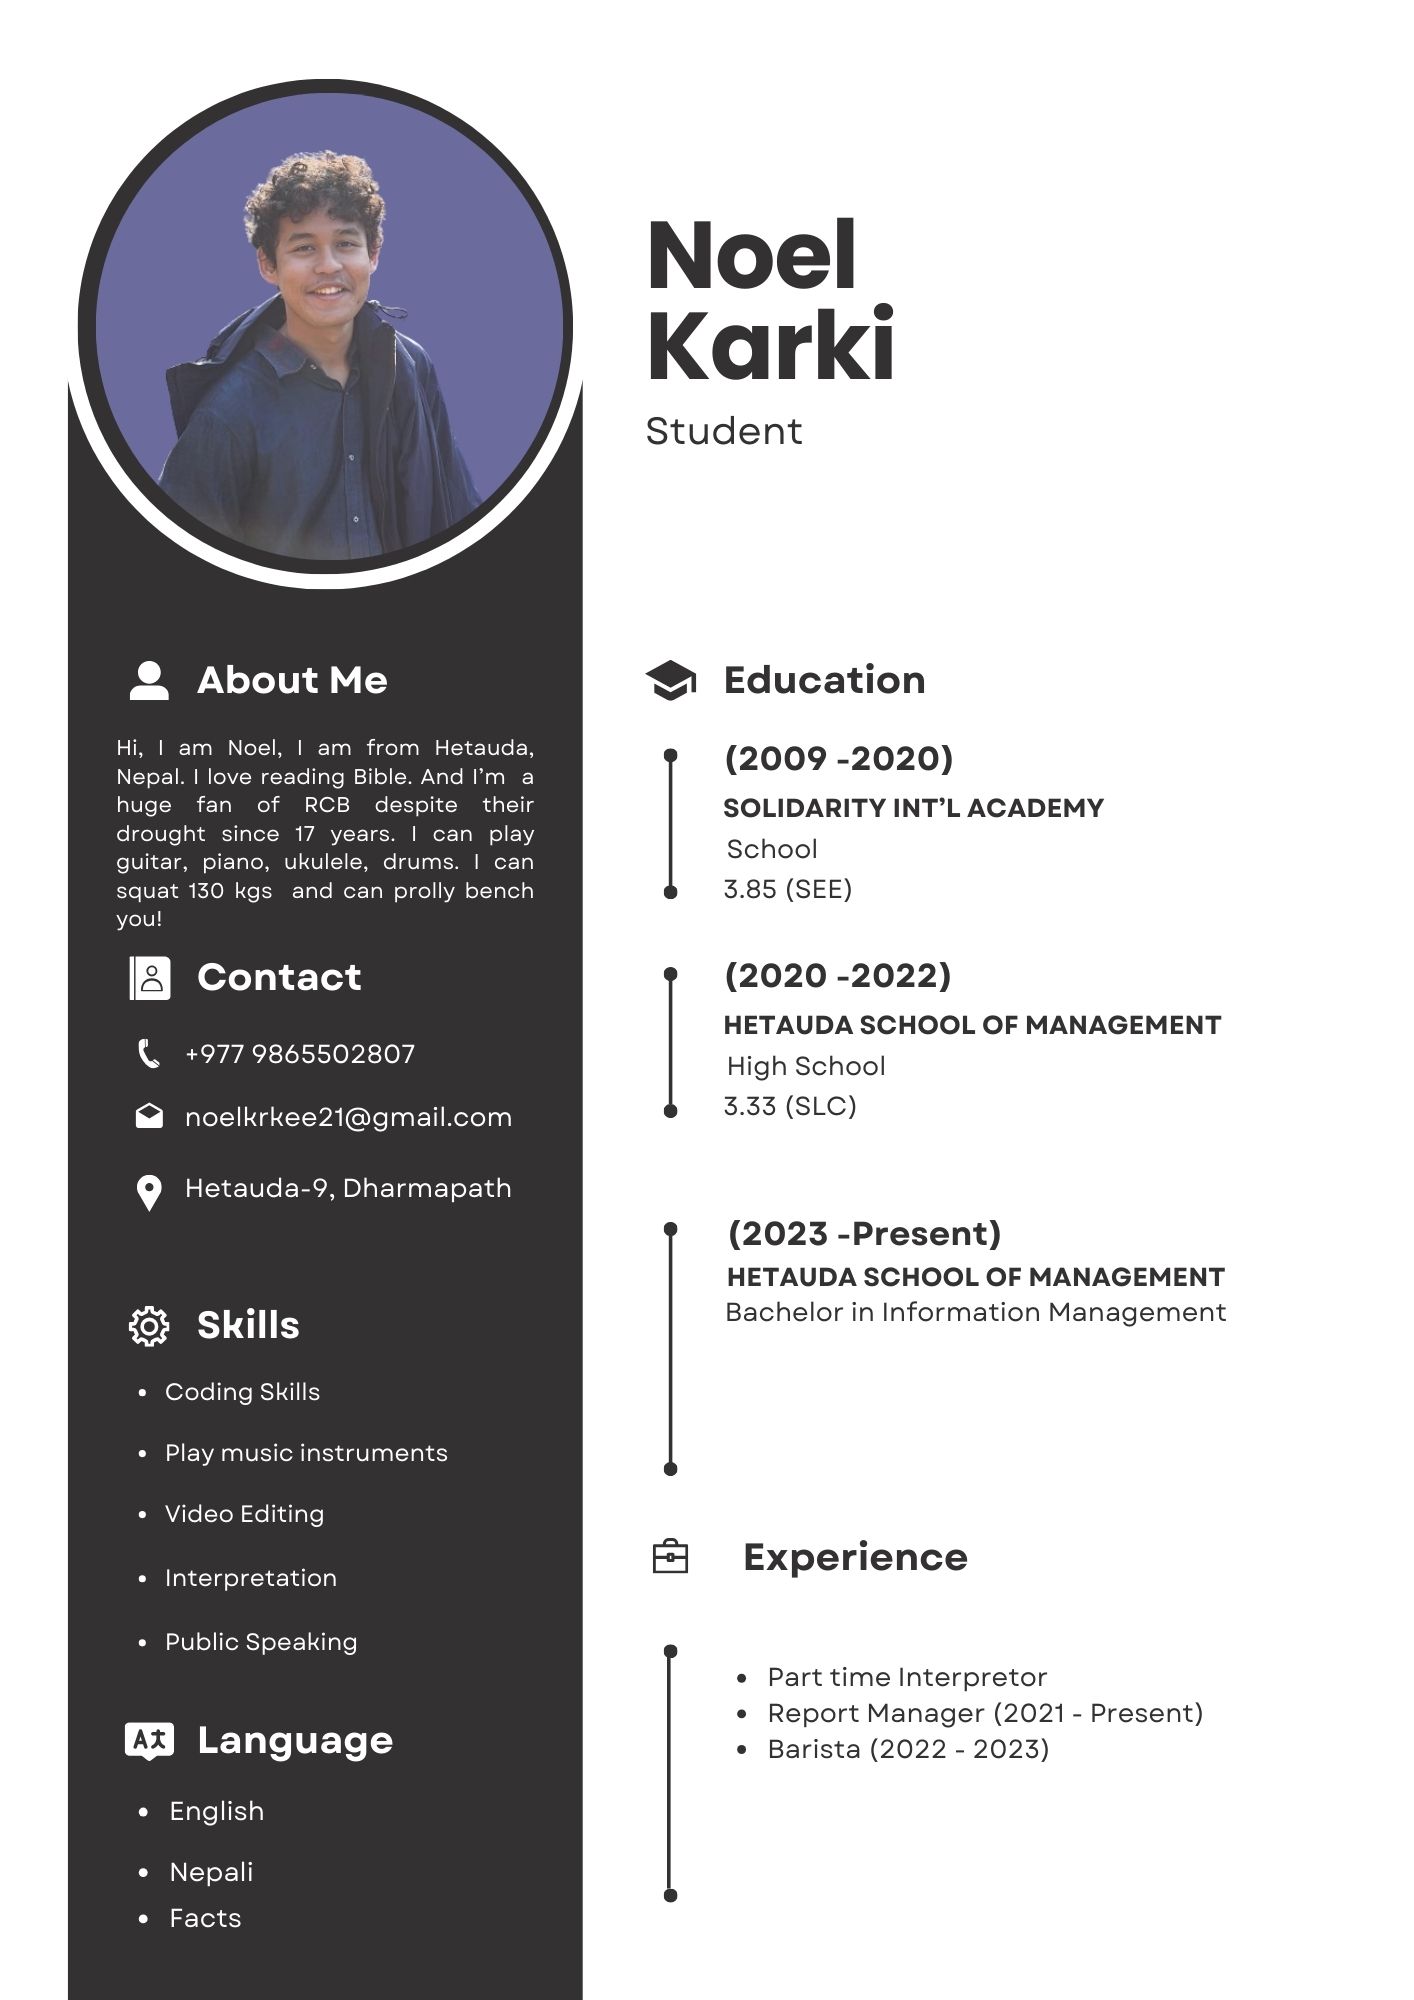 Noel
Karki
Student
About Me
Hi, I am Noel, I am from Hetauda,
Nepal. I love reading Bible. And I’m a
huge fan of RCB despite their
drought since 17 years. I can play
guitar, piano, ukulele, drums. I can
squat 130 kgs and can prolly bench
you!
Contact
+977 9865502807
noelkrkee21@gmail.com
Hetauda-9, Dharmapath
Skills
Coding Skills
Play music instruments
Video Editing
Interpretation
Public Speaking
Language
English
Nepali
Facts
Education
(2009 -2020)
SOLIDARITY INT’L ACADEMY
School
3.85 (SEE)
(2020 -2022)
HETAUDA SCHOOL OF MANAGEMENT
High School
3.33 (SLC)
(2023 -Present)
HETAUDA SCHOOL OF MANAGEMENT
Bachelor in Information Management
Experience
Part time Interpretor
Report Manager (2021 - Present)
Barista (2022 - 2023)